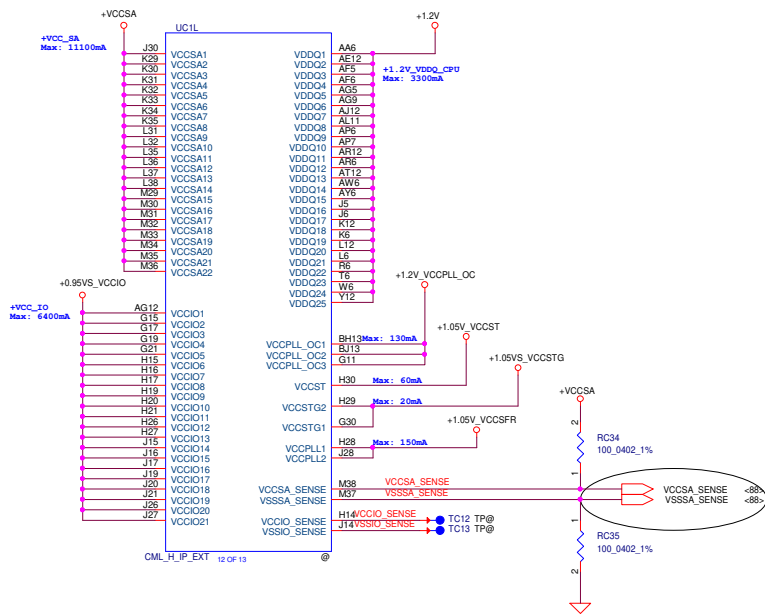 +VCCSA
UC1L
+1.2V
+VCC_SA
Max: 11100mA
J30 VCCSA1 VDDQ1 AA6
K29 VCCSA2 VDDQ2 AE12
K30 VCCSA3 VDDQ3 AF5
K31 VCCSA4 VDDQ4 AF6
K32 VCCSA5 VDDQ5 AG5
K33 VCCSA6 VDDQ6 AG9
K34 VCCSA7 VDDQ7 AJ12
K35 VCCSA8 VDDQ8 AL11
L31 VCCSA9 VDDQ9 AP6
L32 VCCSA10 VDDQ10 AP7
L35 VCCSA11 VDDQ11 AR12
L36 VCCSA12 VDDQ12 AR6
L37 VCCSA13 VDDQ13 AT12
L38 VCCSA14 VDDQ14 AW6
M29 VCCSA15 VDDQ15 AY6
M30 VCCSA16 VDDQ16 J5
M31 VCCSA17 VDDQ17 J6
M32 VCCSA18 VDDQ18 K12
M33 VCCSA19 VDDQ19 K6
M34 VCCSA20 VDDQ20 L12
M35 VCCSA21 VDDQ21 L6
M36 VCCSA22 VDDQ22 R6
VDDQ23 T6
VDDQ24 W6
VDDQ25 Y12
+1.2V_VDDQ_CPU
Max: 3300mA
+0.95VS_VCCIO
+VCC_IO
Max: 6400mA
AG12 VCCIO1
G15 VCCIO2
G17 VCCIO3
G19 VCCIO4
G21 VCCIO5
H15 VCCIO6
H16 VCCIO7
H17 VCCIO8
H19 VCCIO9
H20 VCCIO10
H21 VCCIO11
H26 VCCIO12
H27 VCCIO13
J15 VCCIO14
J16 VCCIO15
J17 VCCIO16
J19 VCCIO17
J20 VCCIO18
J21 VCCIO19
J26 VCCIO20
J27 VCCIO21
+1.2V_VCCPLL_OC
VCCPLL_OC1 BH13 Max: 130mA
VCCPLL_OC2 BJ13
VCCPLL_OC3 G11
+1.05V_VCCST
VCCST H30 Max: 60mA
+1.05VS_VCCSTG
VCCSTG2 H29 Max: 20mA
VCCSTG1 G30
+1.05V_VCCSFR
VCCPLL1 H28 Max: 150mA
VCCPLL2 J28
VCCSA_SENSE M38 VCCSA_SENSE
VSSSA_SENSE M37 VSSSA_SENSE
VCCIO_SENSE H14 VCCIO_SENSE TC12 TP@
VSSIO_SENSE J14 VSSIO_SENSE TC13 TP@
+VCCSA
2
RC34
100_0402_1%
1
VCCSA_SENSE <88>
VSSSA_SENSE <88>
1
RC35
100_0402_1%
2
CML_H_IP_EXT 12 OF 13 @